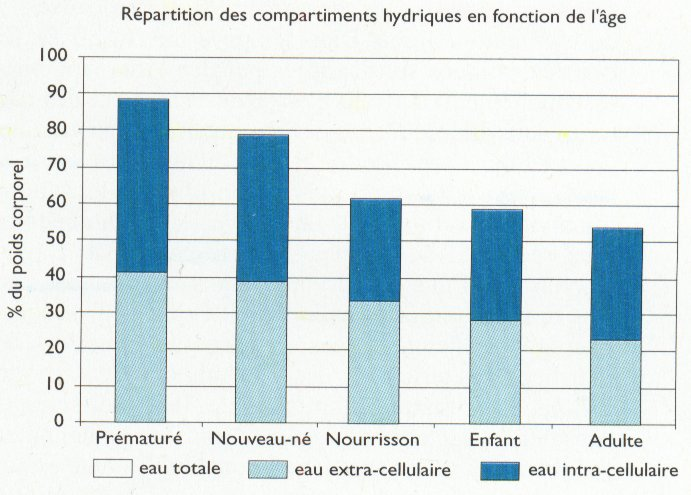 Répartition des compartiments hydriques en fonction de l'âge
% du poids corporel
100
90
80
70
60
50
40
30
20
10
0
Prématuré Nouveau-né Nourrisson Enfant Adulte
eau totale eau extra-cellulaire eau intra-cellulaire